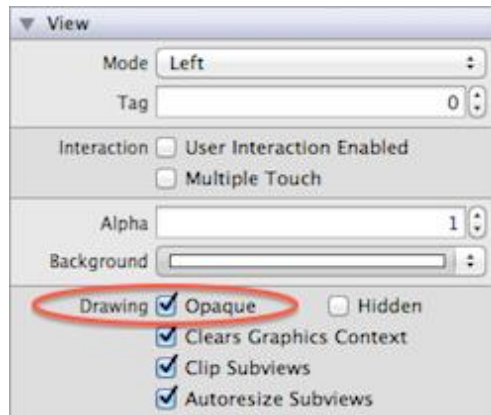 View
Mode Left
Tag 0
Interaction User Interaction Enabled
Multiple Touch
Alpha 1
Background
Drawing Opaque Hidden
Clears Graphics Context
Clip Subviews
Autoresize Subviews